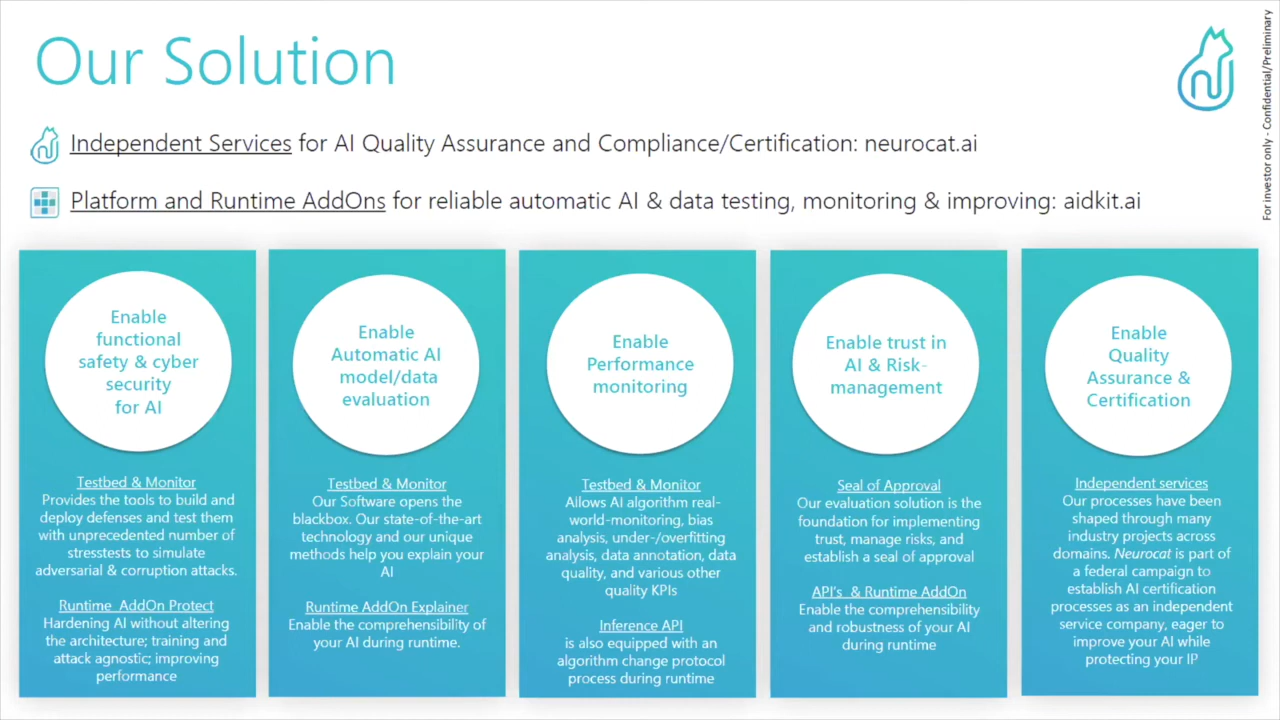 Our Solution
For investor only - Confidential/Preliminary
Independent Services for AI Quality Assurance and Compliance/Certification: neurocat.ai
Platform and Runtime AddOns for reliable automatic AI & data testing, monitoring & improving: aidkit.ai
Enable
functional
safety & cyber
security
for AI
Testbed & Monitor
Provides the tools to build and
deploy defenses and test them
with unprecedented number of
stresstests to simulate
adversarial & corruption attacks.
Runtime AddOn Protect
Hardening AI without altering
the architecture; training and
attack agnostic; improving
performance
Enable
Automatic AI
model/data
evaluation
Testbed & Monitor
Our Software opens the
blackbox. Our state-of-the-art
technology and our unique
methods help you explain your
AI
Runtime AddOn Explainer
Enable the comprehensibility of
your AI during runtime.
Enable
Performance
monitoring
Testbed & Monitor
Allows AI algorithm real-
world-monitoring, bias
analysis, under-/overfitting
analysis, data annotation, data
quality, and various other
quality KPIs
Inference API
is also equipped with an
algorithm change protocol
process during runtime
Enable trust in
AI & Risk-
management
Seal of Approval
Our evaluation solution is the
foundation for implementing
trust, manage risks, and
establish a seal of approval
API's & Runtime AddOn
Enable the comprehensibility
and robustness of your AI
during runtime
Enable
Quality
Assurance &
Certification
Independent services
Our processes have been
shaped through many
industry projects across
domains. Neurocat is part of
a federal campaign to
establish AI certification
processes as an independent
service company, eager to
improve your AI while
protecting your IP